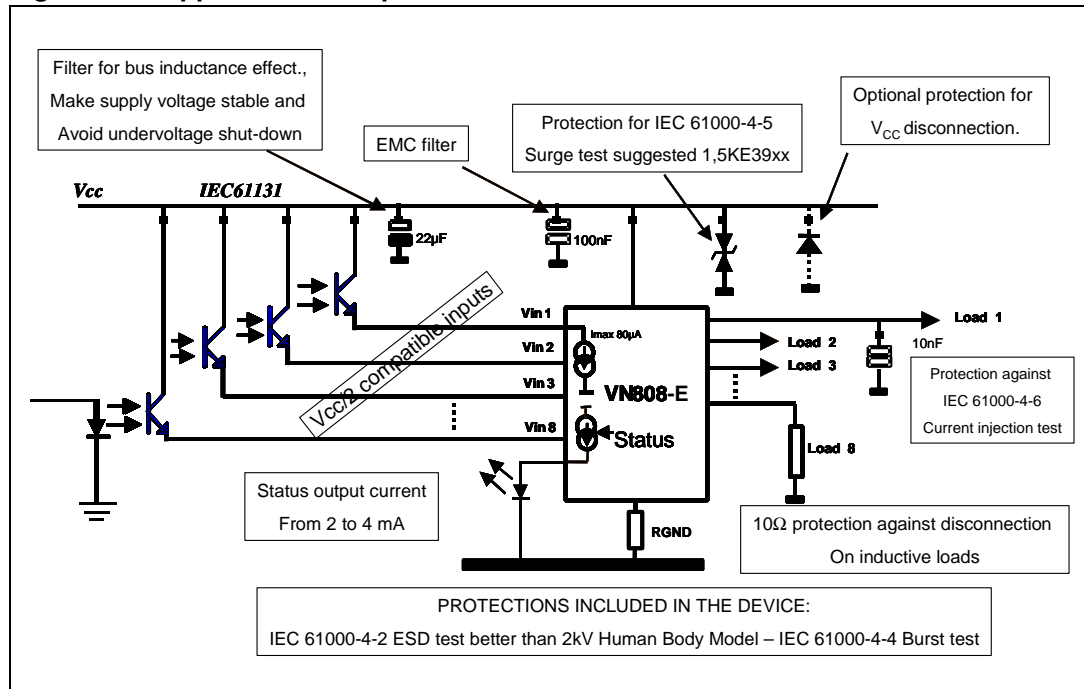 Filter for bus inductance effect.,
Make supply voltage stable and
Avoid undervoltage shut-down
EMC filter
Protection for IEC 61000-4-5
Surge test suggested 1,5KE39xx
Optional protection for
VCC disconnection.
Vcc
IEC61131
22µF
100nF
Vcc/2 compatible inputs
Vin 1
Vin 2
Vin 3
Vin 8
Imax 80µA
VN808-E
Status
Load 1
Load 2
Load 3
10nF
Load 8
Protection against
IEC 61000-4-6
Current injection test
Status output current
From 2 to 4 mA
RGND
10Ω protection against disconnection
On inductive loads
PROTECTIONS INCLUDED IN THE DEVICE:
IEC 61000-4-2 ESD test better than 2kV Human Body Model – IEC 61000-4-4 Burst test